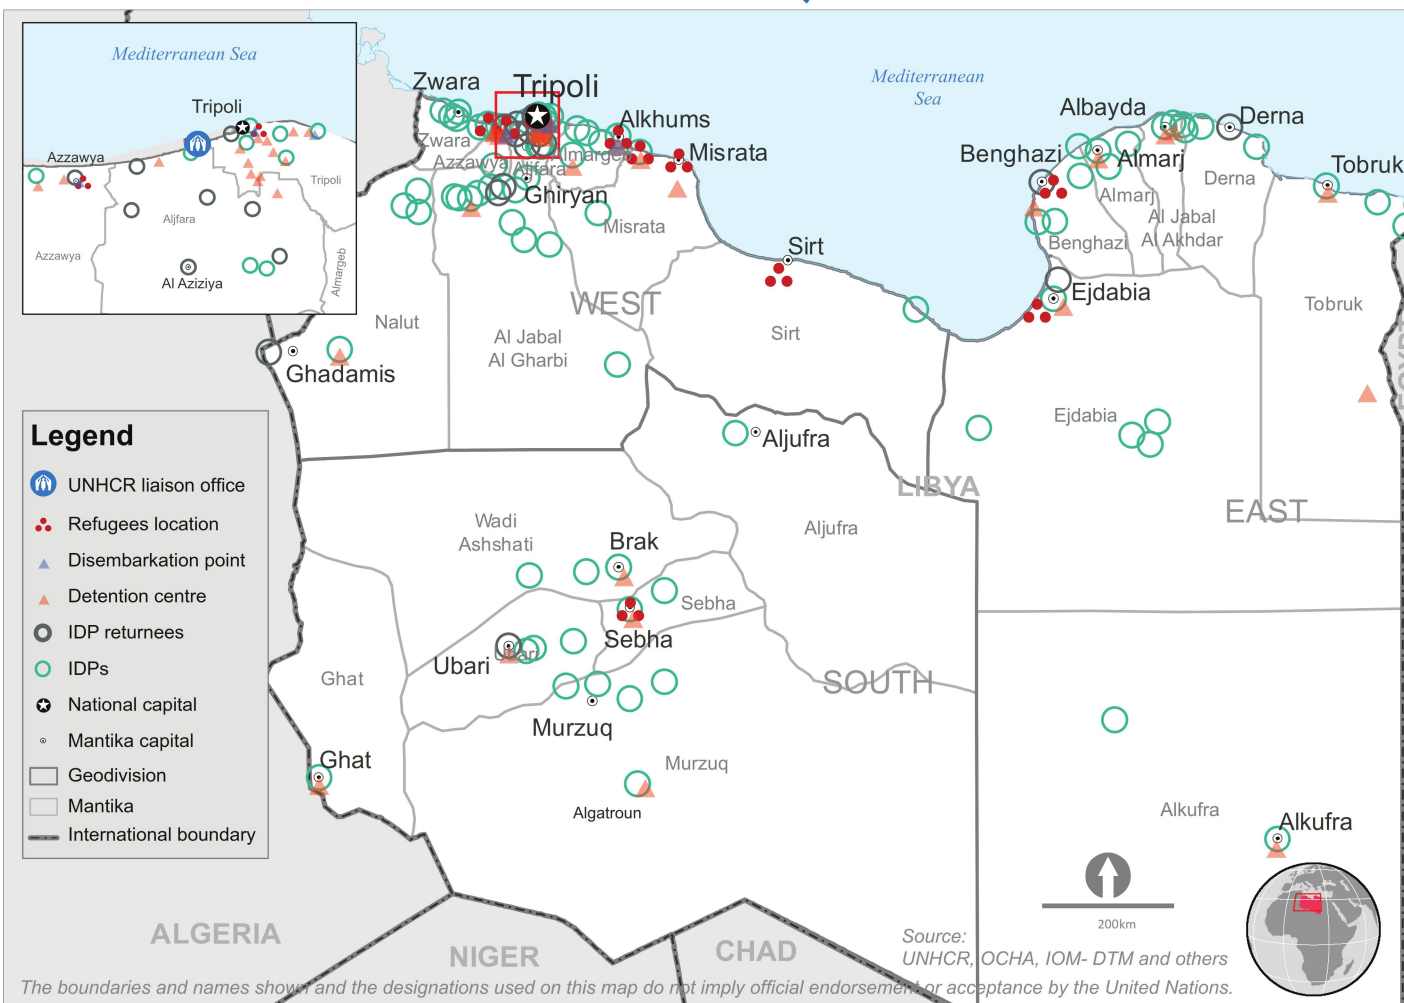 Mediterranean Sea
Tripoli
Azzawya
Tripoli
Aljfara
Azzawya
Almargeb
Al Aziziya
Mediterranean
Sea
Zwara
Tripoli
Alkhums
Misrata
Zwara
Azzawya
Almargeb
Aljfara
Ghiryan
Misrata
Albayda
Derna
Benghazi
Almarj
Tobruk
Derna
Almarj
Al Jabal
Al Akhdar
Benghazi
Sirt
Ejdabia
WEST
Nalut
Al Jabal
Al Gharbi
Sirt
Tobruk
Ghadamis
Ejdabia
Aljufra
LIBYA
EAST
Aljufra
Wadi
Ashshati
Brak
Sebha
Sebha
Ubari
Ubari
Ghat
SOUTH
Murzuq
Murzuq
Ghat
Algatroun
Alkufra
Alkufra
Legend
UNHCR liaison office
Refugees location
Disembarkation point
Detention centre
IDP returnees
IDPs
National capital
Mantika capital
Geodivision
Mantika
International boundary
ALGERIA
NIGER
CHAD
200km
Source:
UNHCR, OCHA, IOM- DTM and others
The boundaries and names shown and the designations used on this map do not imply official endorsement or acceptance by the United Nations.